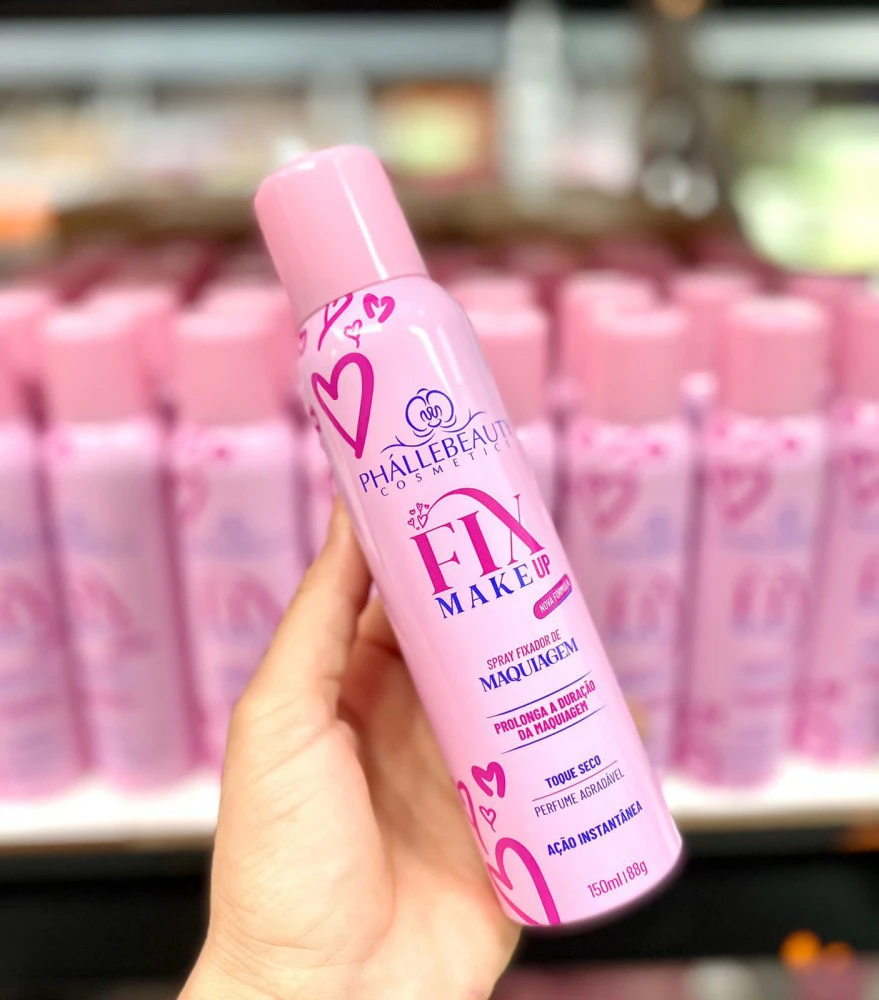 PHÁLLEBEAUTY
COSMETICS
FIX
MAKE UP
NOVA FÓRMULA
SPRAY FIXADOR DE
MAQUIAGEM
PROLONGA A DURAÇÃO
DA MAQUIAGEM
TOQUE SECO
PERFUME AGRADÁVEL
AÇÃO INSTANTÂNEA
150ml | 88g